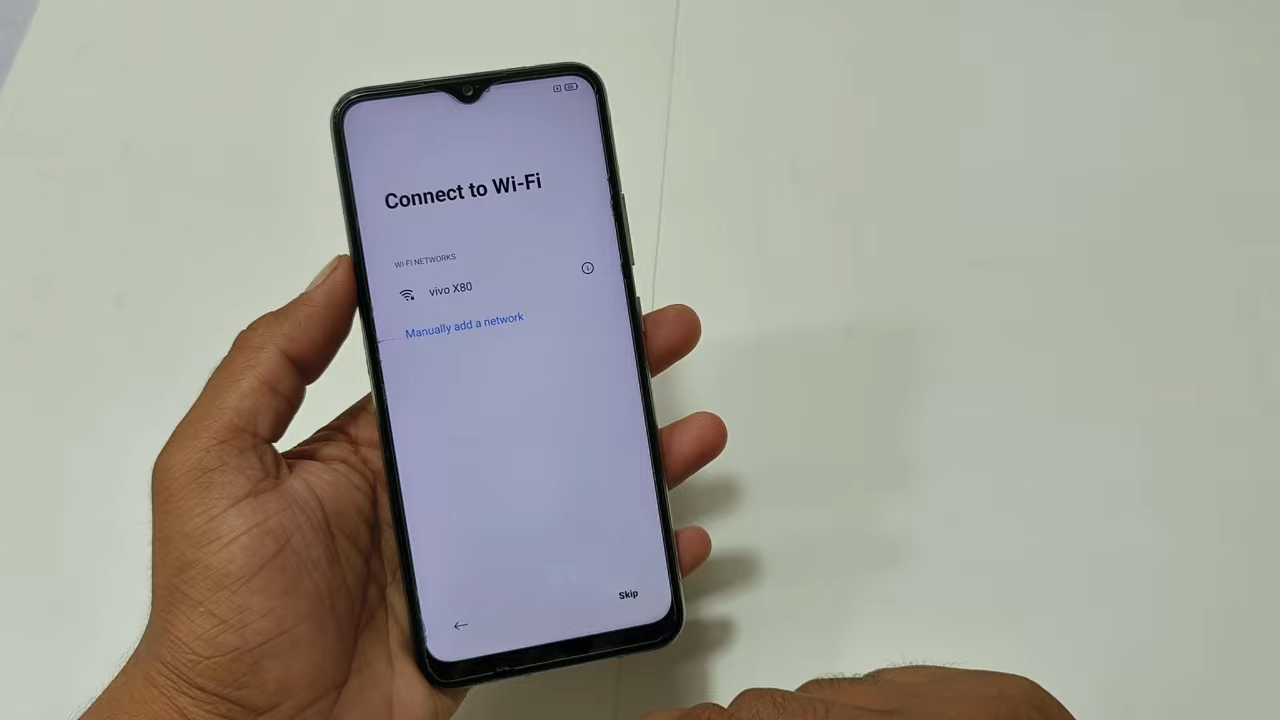 Connect to Wi-Fi
WI-FI NETWORKS
vivo X80
Manually add a network
Skip